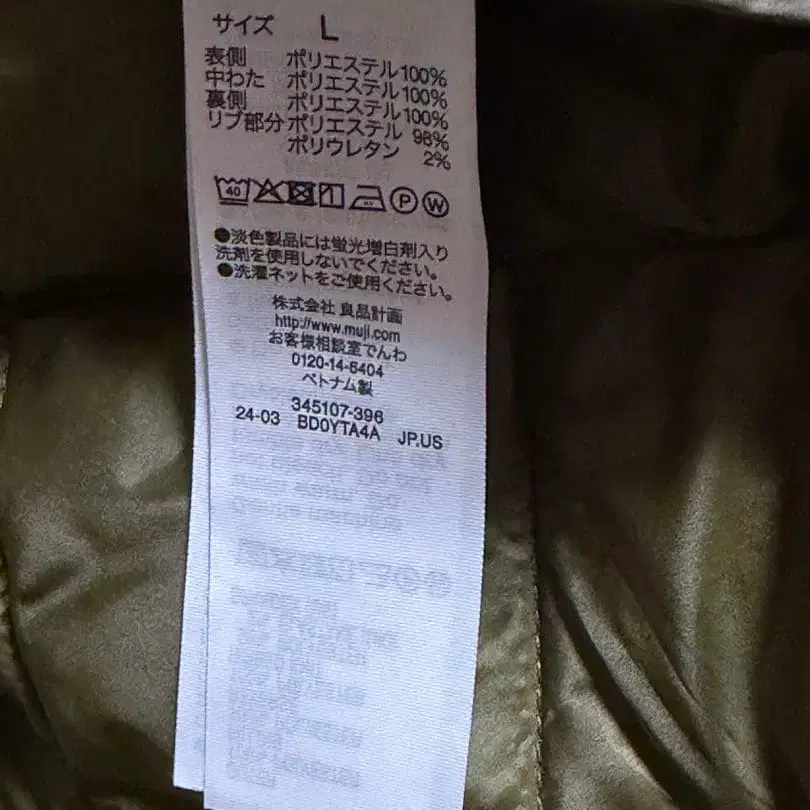 サイズ L
表側 ポリエステル100%
中わた ポリエステル100%
裏側 ポリエステル100%
リブ部分 ポリエステル 98%
ポリウレタン 2%
40 P W
●淡色製品には蛍光増白剤入り
洗剤を使用しないでください。
●洗濯ネットをご使用ください。
株式会社 良品計画
http://www.muji.com
お客様相談室でんわ
0120-14-6404
ベトナム製
345107-396
24-03 BD0YTA4A JP.US